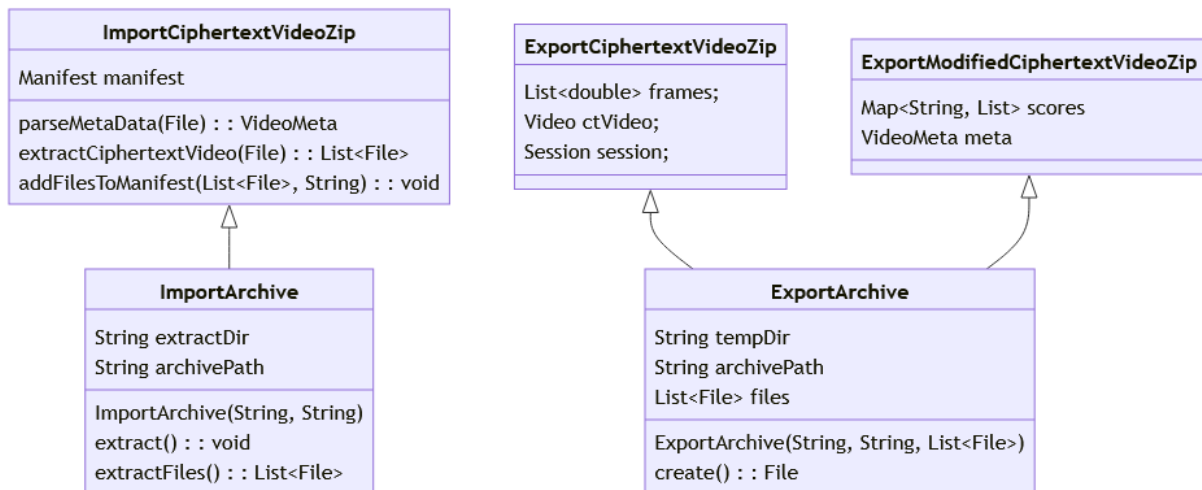 ImportCiphertextVideoZip
Manifest manifest
parseMetaData(File) : : VideoMeta
extractCiphertextVideo(File) : : List<File>
addFilesToManifest(List<File>, String) : : void
ExportCiphertextVideoZip
List<double> frames;
Video ctVideo;
Session session;
ExportModifiedCiphertextVideoZip
Map<String, List> scores
VideoMeta meta
ImportArchive
String extractDir
String archivePath
ImportArchive(String, String)
extract() : : void
extractFiles() : : List<File>
ExportArchive
String tempDir
String archivePath
List<File> files
ExportArchive(String, String, List<File>)
create() : : File